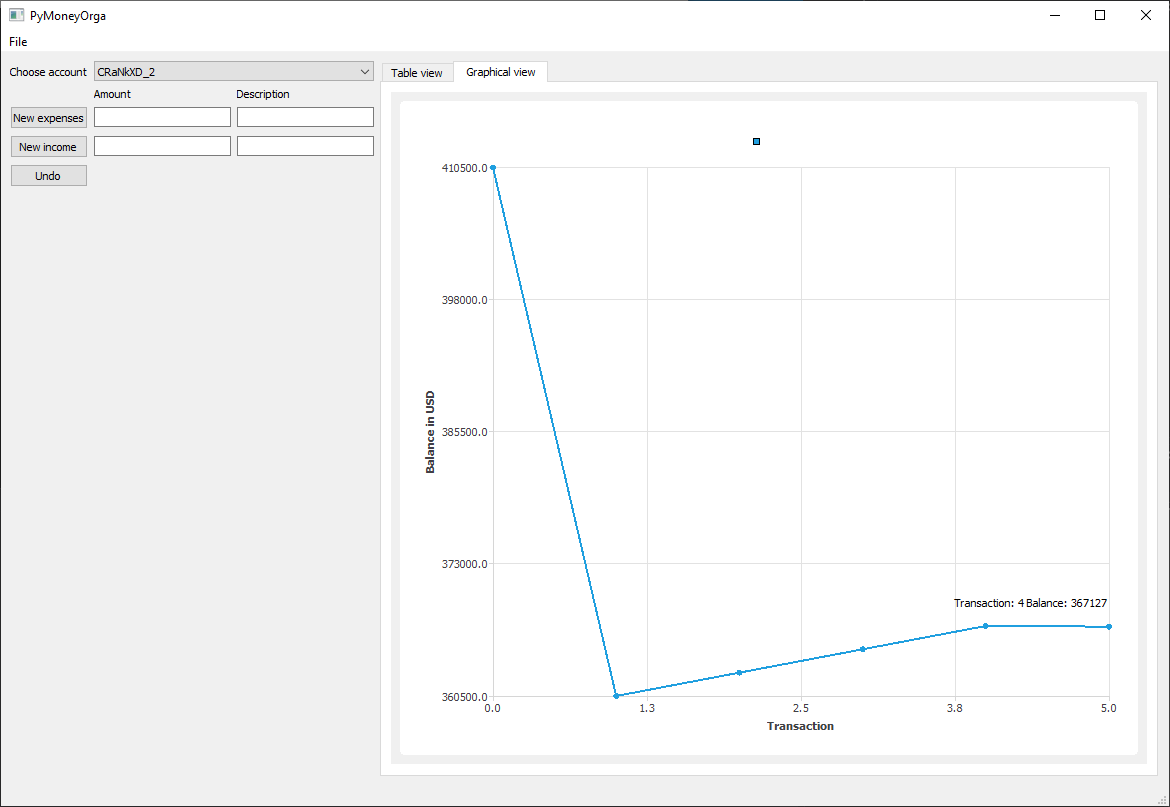 PyMoneyOrga
File
Choose account CRaNkXD_2
Amount Description
New expenses
New income
Undo
Table view Graphical view
410500.0
398000.0
385500.0
373000.0
360500.0
Balance in USD
Transaction: 4 Balance: 367127
0.0 1.3 2.5 3.8 5.0
Transaction